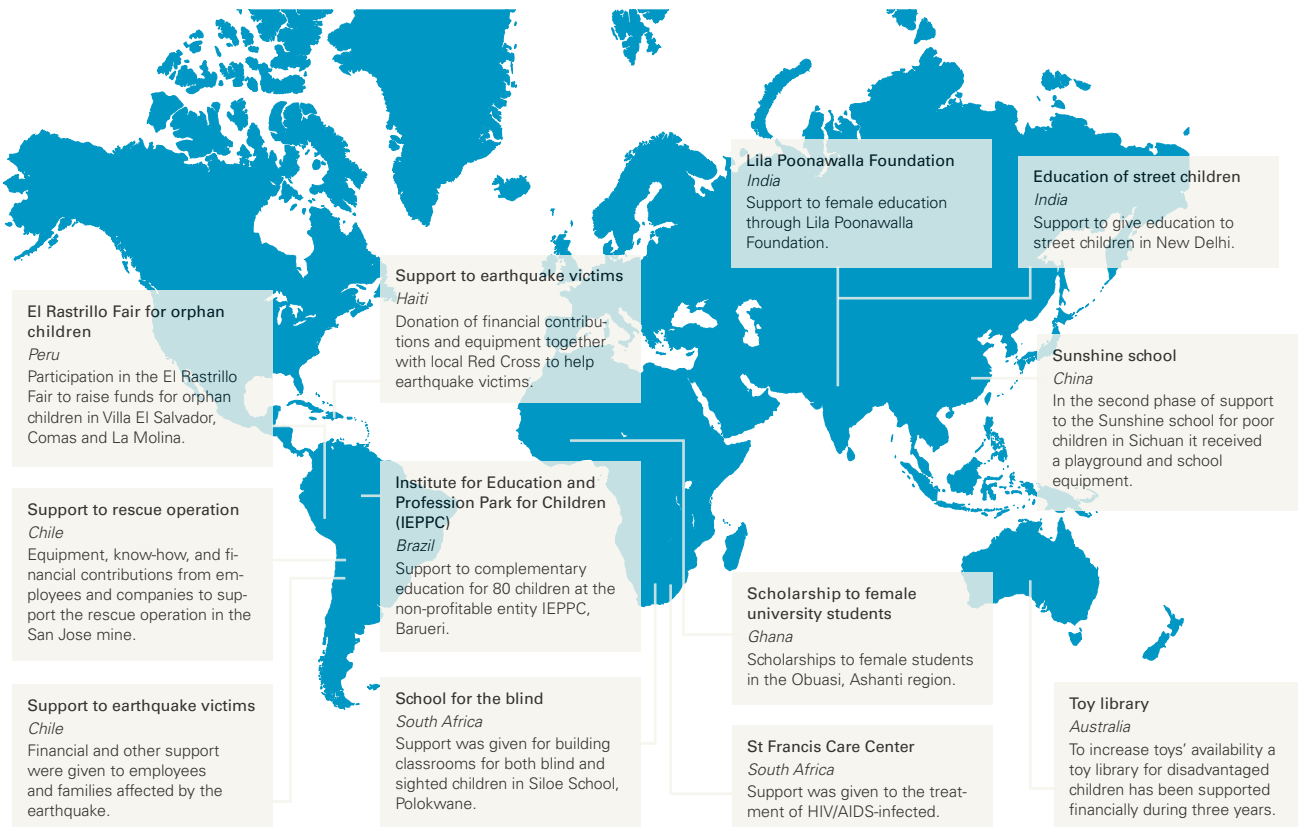 Lila Poonawalla Foundation
India
Support to female education
through Lila Poonawalla
Foundation.
Education of street children
India
Support to give education to
street children in New Delhi.
Support to earthquake victims
Haiti
Donation of financial contribu-
tions and equipment together
with local Red Cross to help
earthquake victims.
El Rastrillo Fair for orphan
children
Peru
Participation in the El Rastrillo
Fair to raise funds for orphan
children in Villa El Salvador,
Comas and La Molina.
Sunshine school
China
In the second phase of support
to the Sunshine school for poor
children in Sichuan it received
a playground and school
equipment.
Institute for Education and
Profession Park for Children
(IEPPC)
Brazil
Support to complementary
education for 80 children at the
non-profitable entity IEPPC,
Barueri.
Support to rescue operation
Chile
Equipment, know-how, and fi-
nancial contributions from em-
ployees and companies to sup-
port the rescue operation in the
San Jose mine.
Scholarship to female
university students
Ghana
Scholarships to female students
in the Obuasi, Ashanti region.
Support to earthquake victims
Chile
Financial and other support
were given to employees
and families affected by the
earthquake.
School for the blind
South Africa
Support was given for building
classrooms for both blind and
sighted children in Siloe School,
Polokwane.
St Francis Care Center
South Africa
Support was given to the treat-
ment of HIV/AIDS-infected.
Toy library
Australia
To increase toys' availability a
toy library for disadvantaged
children has been supported
financially during three years.